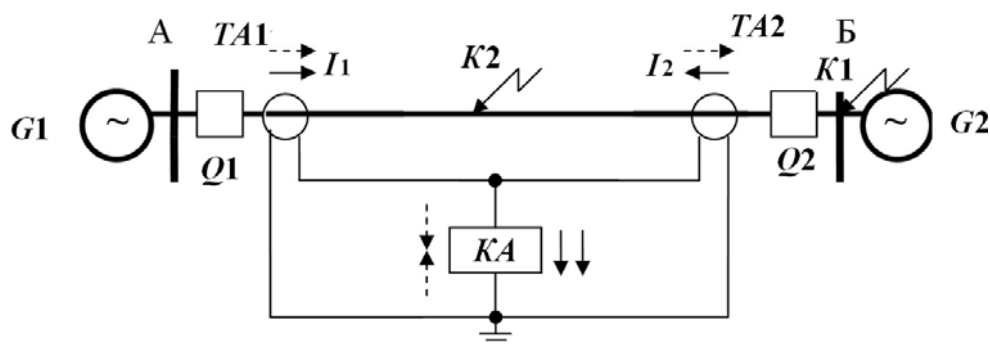 А
TA1
I1
K2
I2
TA2
Б
K1
G1
~
Q1
Q2
~
G2
KA